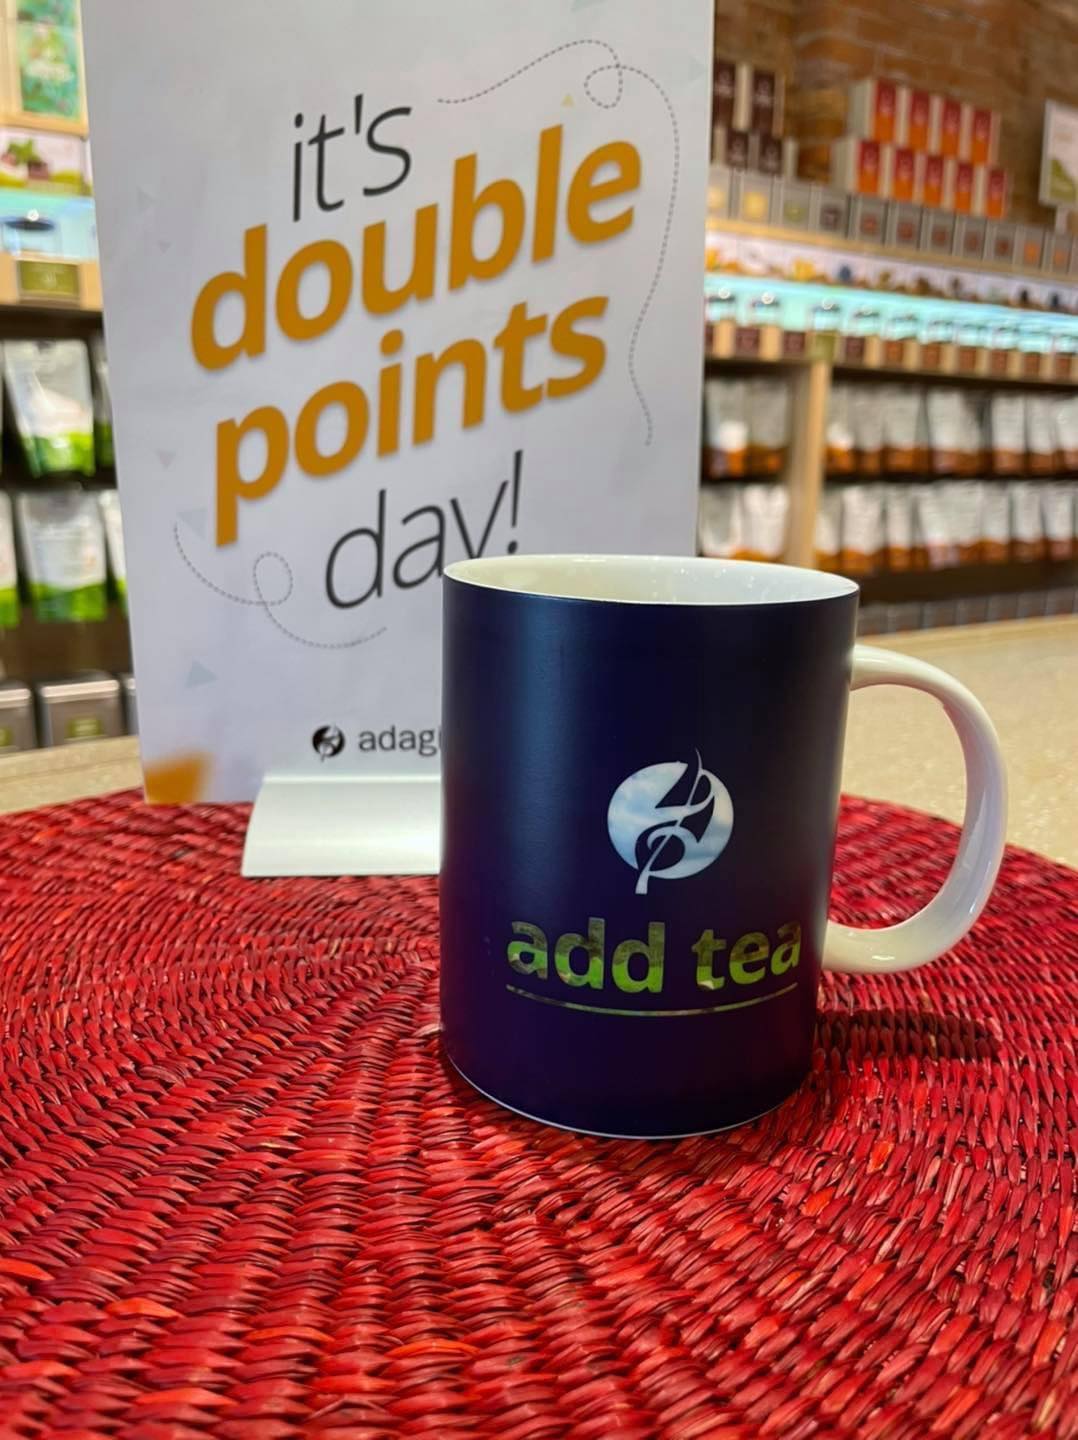 it's
double
points
day!
add tea